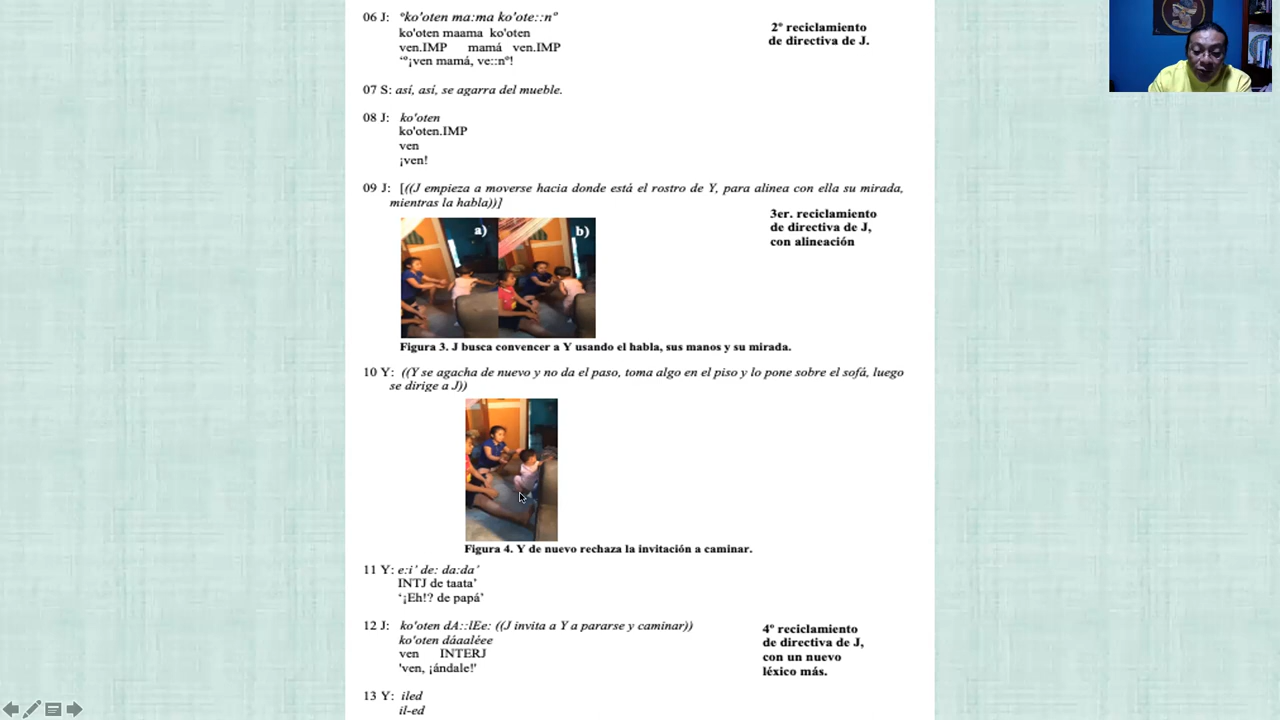 06 J: °ko'oten ma:ma ko'ote::n°
ko'oten maama ko'oten
ven.IMP mamá ven.IMP
'°¡ven mamá, ve::n°!
2º reciclamiento
de directiva de J.
07 S: así, así, se agarra del mueble.
08 J: ko'oten
ko'oten.IMP
ven
¡ven!
09 J: [((J empieza a moverse hacia donde está el rostro de Y, para alinea con ella su mirada,
mientras la habla))]
3er. reciclamiento
de directiva de J,
con alineación
a)
b)
Figura 3. J busca convencer a Y usando el habla, sus manos y su mirada.
10 Y: ((Y se agacha de nuevo y no da el paso, toma algo en el piso y lo pone sobre el sofá, luego
se dirige a J))
Figura 4. Y de nuevo rechaza la invitación a caminar.
11 Y: e:i' de: da:da'
INTJ de taata'
'¡Eh!? de papá'
12 J: ko'oten dA::lEe: ((J invita a Y a pararse y caminar))
ko'oten dáaaléee
ven INTERJ
'ven, ¡ándale!'
4º reciclamiento
de directiva de J,
con un nuevo
léxico más.
13 Y: iled
il-ed